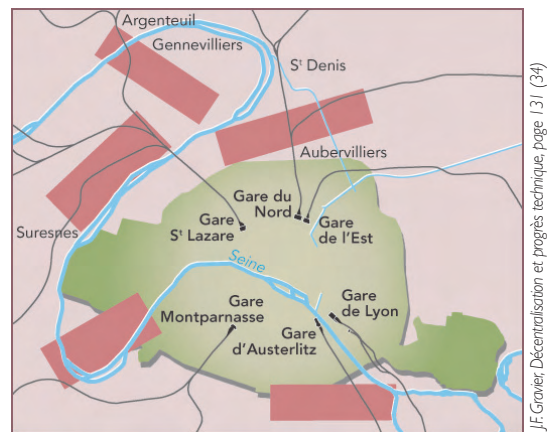 Argenteuil
Gennevilliers
Sᵗ Denis
Aubervilliers
Gare du
Nord
Gare
Sᵗ Lazare
Gare
de l'Est
Suresnes
Seine
Gare
Montparnasse
Gare
de Lyon
Gare
d'Austerlitz
J.F. Gravier, Décentralisation et progrès technique, page 131 (34)